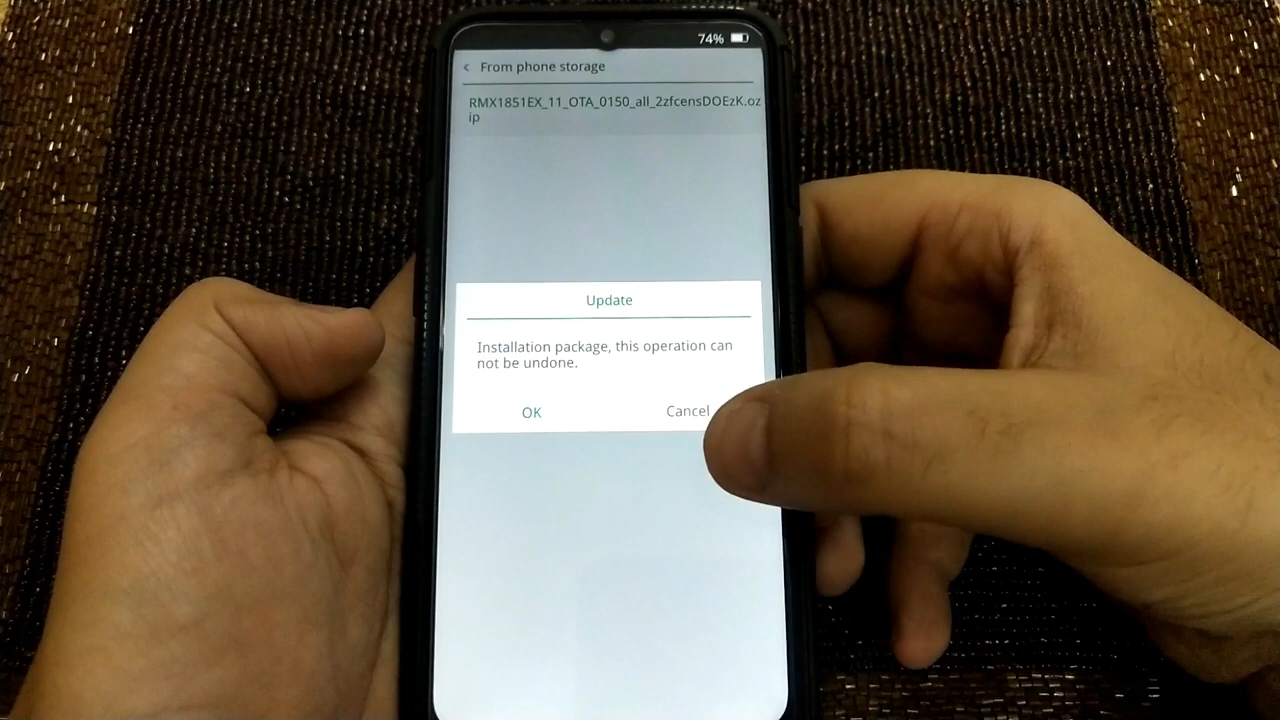 74%
< From phone storage
RMX1851EX_11_OTA_0150_all_2zfcensDOEzK.oz
ip
Update
Installation package, this operation can
not be undone.
OK Cancel